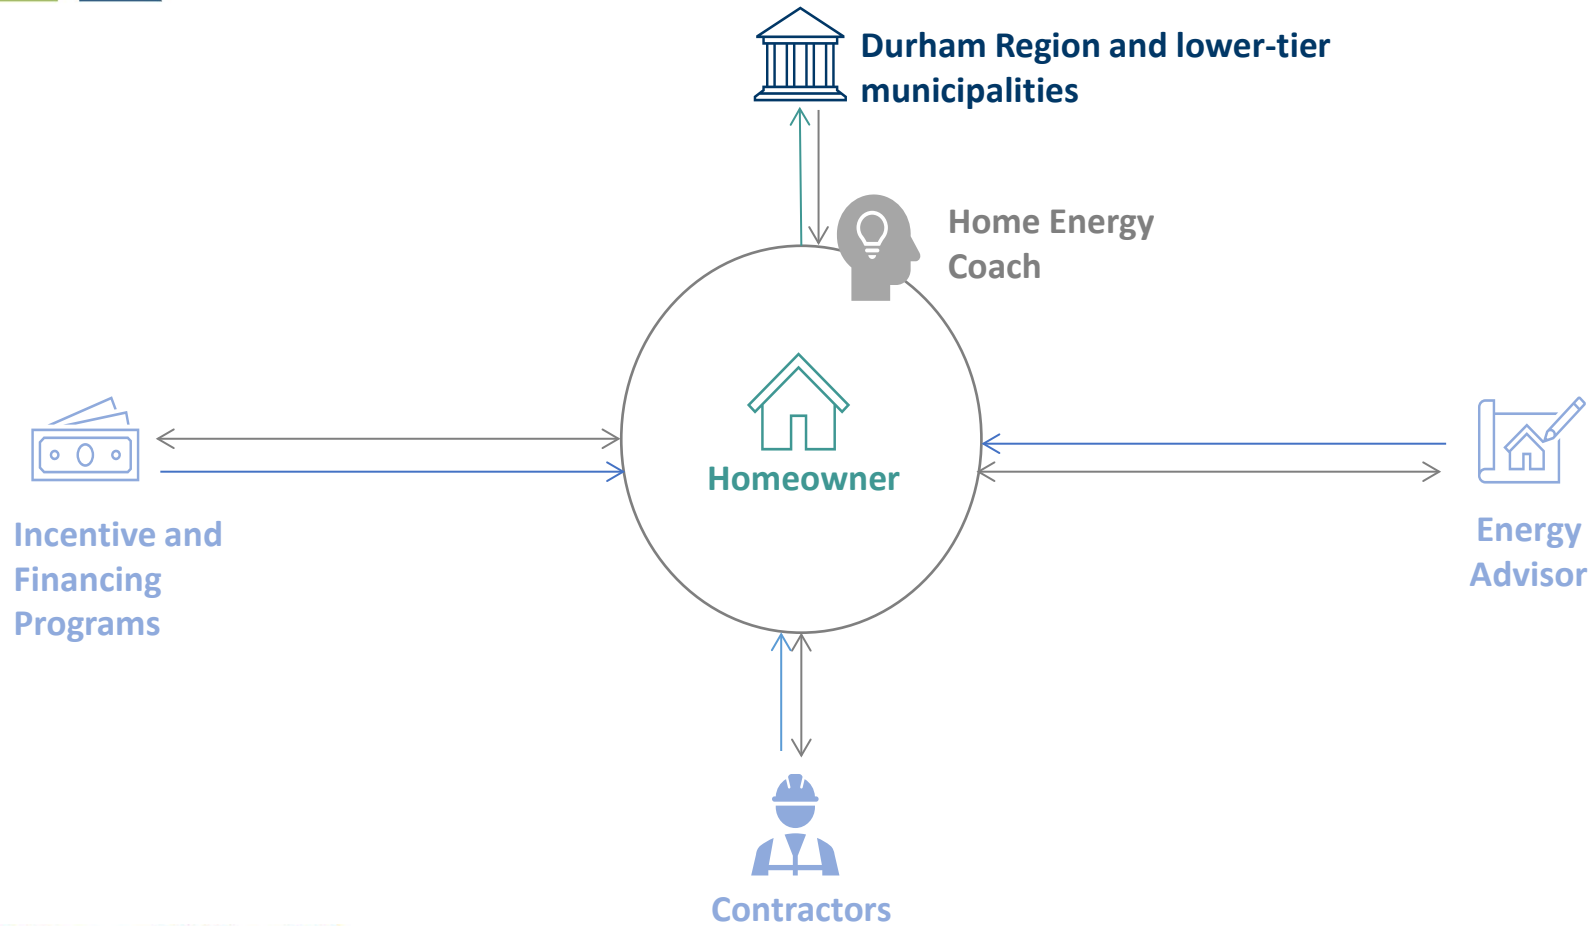 Durham Region and lower-tier
municipalities
Home Energy
Coach
Homeowner
Incentive and
Financing
Programs
Energy
Advisor
Contractors